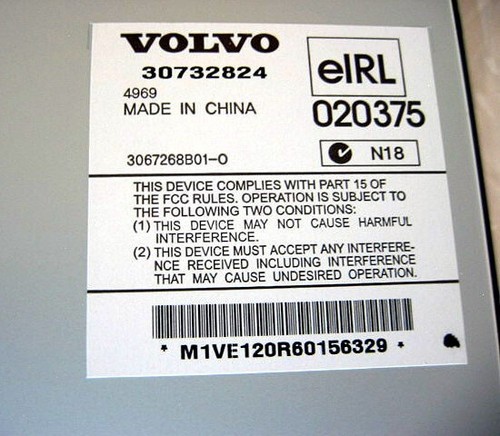 VOLVO
30732824
4969
MADE IN CHINA
eIRL
020375
3067268B01-O
N18
THIS DEVICE COMPLIES WITH PART 15 OF
THE FCC RULES. OPERATION IS SUBJECT TO
THE FOLLOWING TWO CONDITIONS:
(1) THIS DEVICE MAY NOT CAUSE HARMFUL
INTERFERENCE.
(2) THIS DEVICE MUST ACCEPT ANY INTERFERE-
NCE RECEIVED INCLUDING INTERFERENCE
THAT MAY CAUSE UNDESIRED OPERATION.
* M1VE120R60156329 *